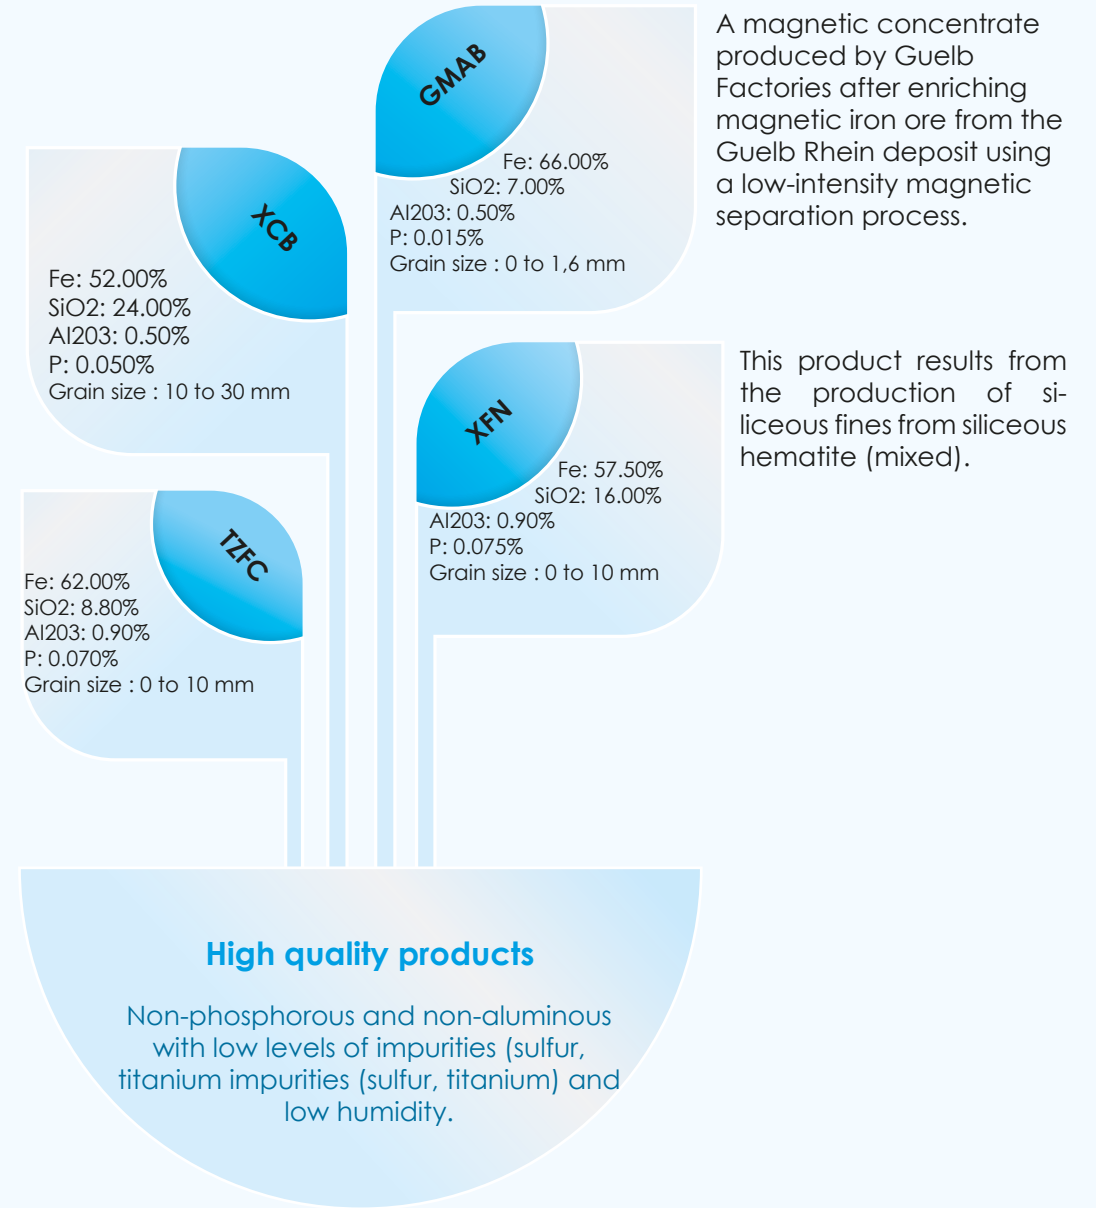 GMAB
Fe: 66.00%
SiO2: 7.00%
Al203: 0.50%
P: 0.015%
Grain size : 0 to 1,6 mm
A magnetic concentrate
produced by Guelb
Factories after enriching
magnetic iron ore from the
Guelb Rhein deposit using
a low-intensity magnetic
separation process.
XCB
Fe: 52.00%
SiO2: 24.00%
Al203: 0.50%
P: 0.050%
Grain size : 10 to 30 mm
XFN
Fe: 57.50%
SiO2: 16.00%
Al203: 0.90%
P: 0.075%
Grain size : 0 to 10 mm
This product results from
the production of si-
liceous fines from siliceous
hematite (mixed).
TZFC
Fe: 62.00%
SiO2: 8.80%
Al203: 0.90%
P: 0.070%
Grain size : 0 to 10 mm
High quality products
Non-phosphorous and non-aluminous
with low levels of impurities (sulfur,
titanium impurities (sulfur, titanium) and
low humidity.